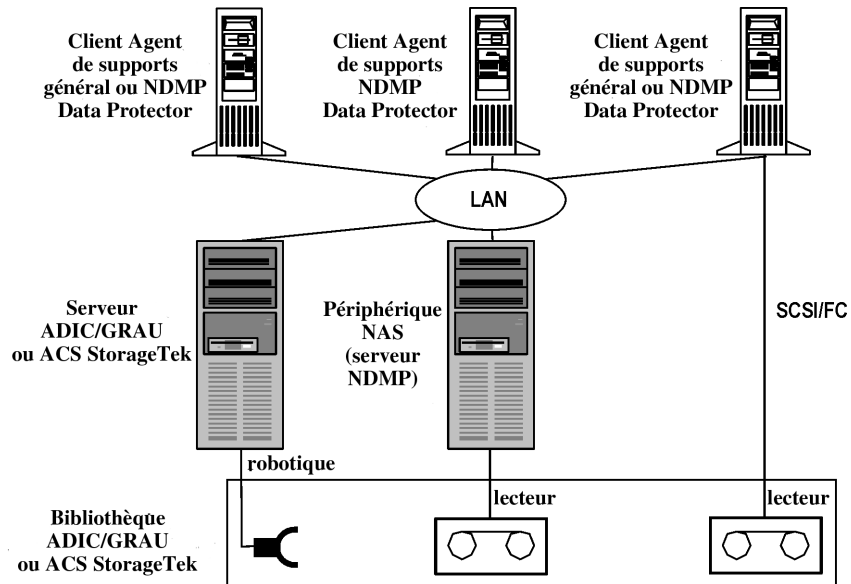 Client Agent
de supports
général ou NDMP
Data Protector
Client Agent
de supports
NDMP
Data Protector
Client Agent
de supports
général ou NDMP
Data Protector
LAN
Serveur
ADIC/GRAU
ou ACS StorageTek
Périphérique
NAS
(serveur
NDMP)
SCSI/FC
robotique
lecteur
lecteur
Bibliothèque
ADIC/GRAU
ou ACS StorageTek